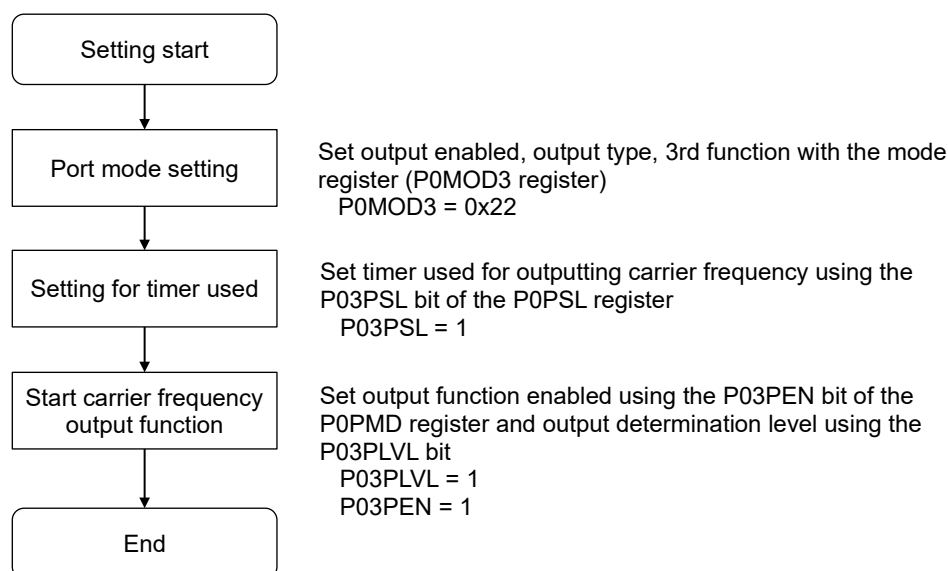 Setting start
Port mode setting
Set output enabled, output type, 3rd function with the mode
register (P0MOD3 register)
P0MOD3 = 0x22
Setting for timer used
Set timer used for outputting carrier frequency using the
P03PSL bit of the P0PSL register
P03PSL = 1
Start carrier frequency
output function
Set output function enabled using the P03PEN bit of the
P0PMD register and output determination level using the
P03PLVL bit
P03PLVL = 1
P03PEN = 1
End